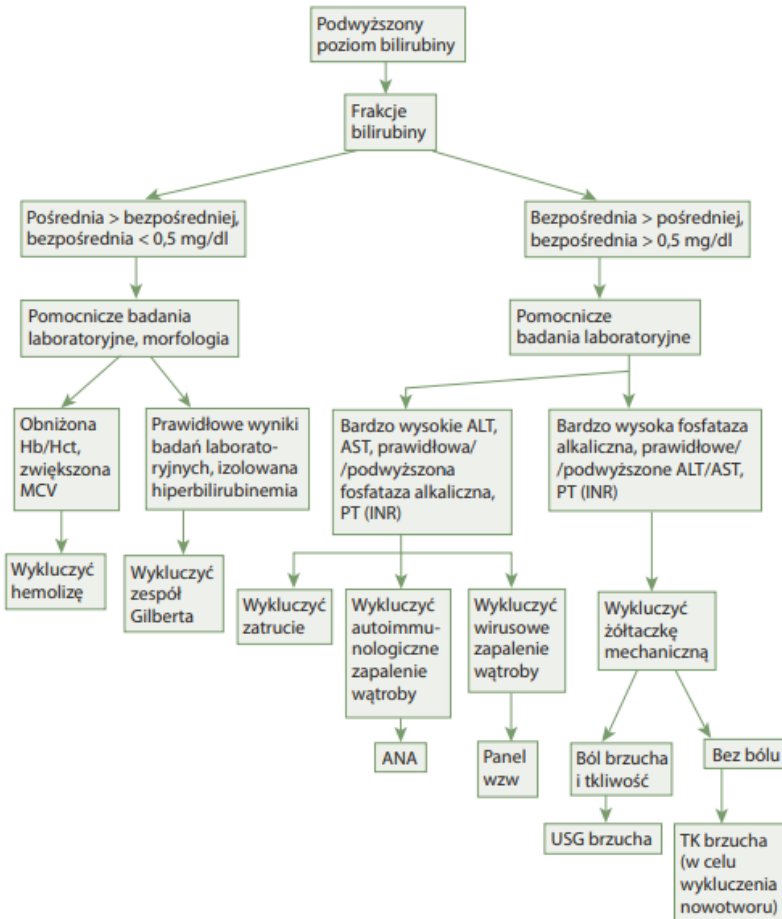 Podwyższony
poziom bilirubiny
Frakcje
bilirubiny
Pośrednia > bezpośredniej,
bezpośrednia < 0,5 mg/dl
Bezpośrednia > pośredniej,
bezpośrednia > 0,5 mg/dl
Pomocnicze badania
laboratoryjne, morfologia
Pomocnicze
badania laboratoryjne
Obniżona
Hb/Hct,
zwiększona
MCV
Prawidłowe wyniki
badań laborato-
ryjnych, izolowana
hiperbilirubinemia
Bardzo wysokie ALT,
AST, prawidłowa/
/podwyższona
fosfataza alkaliczna,
PT (INR)
Bardzo wysoka fosfataza
alkaliczna, prawidłowe/
/podwyższone ALT/AST,
PT (INR)
Wykluczyć
hemolizę
Wykluczyć
zespół
Gilberta
Wykluczyć
zatrucie
Wykluczyć
autoimmu-
nologiczne
zapalenie
wątroby
Wykluczyć
wirusowe
zapalenie
wątroby
Wykluczyć
żółtaczkę
mechaniczną
ANA
Panel
wzw
Ból brzucha
i tkliwość
Bez bólu
USG brzucha
TK brzucha
(w celu
wykluczenia
nowotworu)